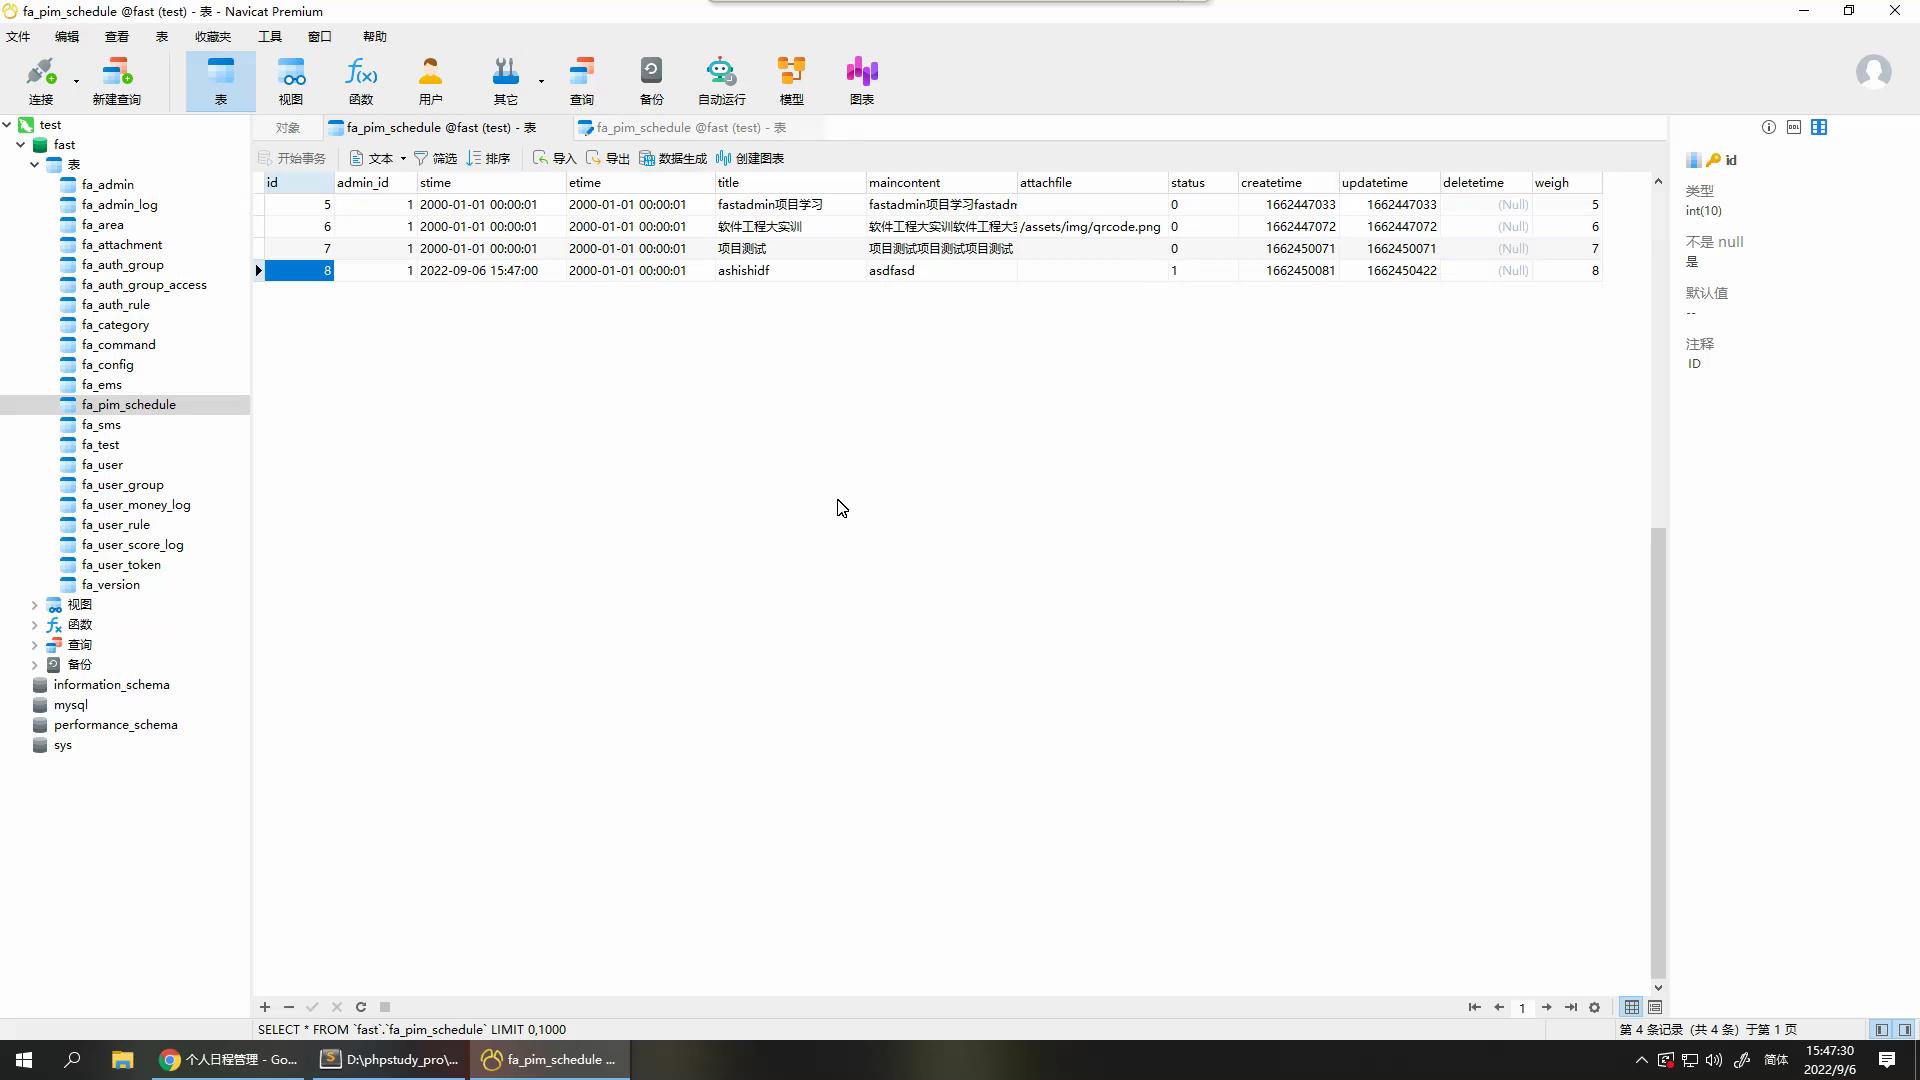 fa_pim_schedule @fast (test) - 表 - Navicat Premium
文件 编辑 查看 表 收藏夹 工具 窗口 帮助
连接 新建查询 表 视图 函数 用户 其它 查询 备份 自动运行 模型 图表
test
fast
表
fa_admin
fa_admin_log
fa_area
fa_attachment
fa_auth_group
fa_auth_group_access
fa_auth_rule
fa_category
fa_command
fa_config
fa_ems
fa_pim_schedule
fa_sms
fa_test
fa_user
fa_user_group
fa_user_money_log
fa_user_rule
fa_user_score_log
fa_user_token
fa_version
视图
函数
查询
备份
information_schema
mysql
performance_schema
sys
对象 fa_pim_schedule @fast (test) - 表 fa_pim_schedule @fast (test) - 表
开始事务 文本 筛选 排序 导入 导出 数据生成 创建图表
id admin_id stime etime title maincontent attachfile status createtime updatetime deletetime weigh
5 1 2000-01-01 00:00:01 2000-01-01 00:00:01 fastadmin项目学习 fastadmin项目学习fastadm 0 1662447033 1662447033 (Null) 5
6 1 2000-01-01 00:00:01 2000-01-01 00:00:01 软件工程大实训 软件工程大实训软件工程大 /assets/img/qrcode.png 0 1662447072 1662447072 (Null) 6
7 1 2000-01-01 00:00:01 2000-01-01 00:00:01 项目测试 项目测试项目测试项目测试 0 1662450071 1662450071 (Null) 7
8 1 2022-09-06 15:47:00 2000-01-01 00:00:01 ashishidf asdfasd 1 1662450081 1662450422 (Null) 8
id
类型
int(10)
不是 null
是
默认值
--
注释
ID
1
SELECT * FROM `fast`.`fa_pim_schedule` LIMIT 0,1000
第 4 条记录 (共 4 条) 于第 1 页
个人日程管理 - Go...
D:\phpstudy_pro\...
fa_pim_schedule ...
简体
15:47:30
2022/9/6